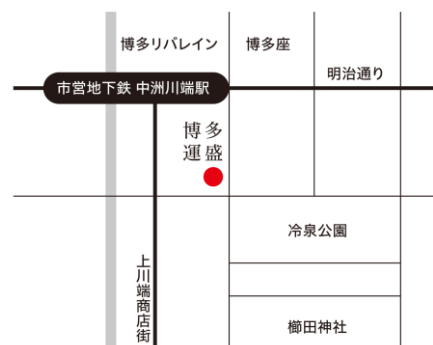 博多リバレイン
博多座
明治通り
市営地下鉄 中洲川端駅
博多
運盛
冷泉公園
上川端商店街
櫛田神社